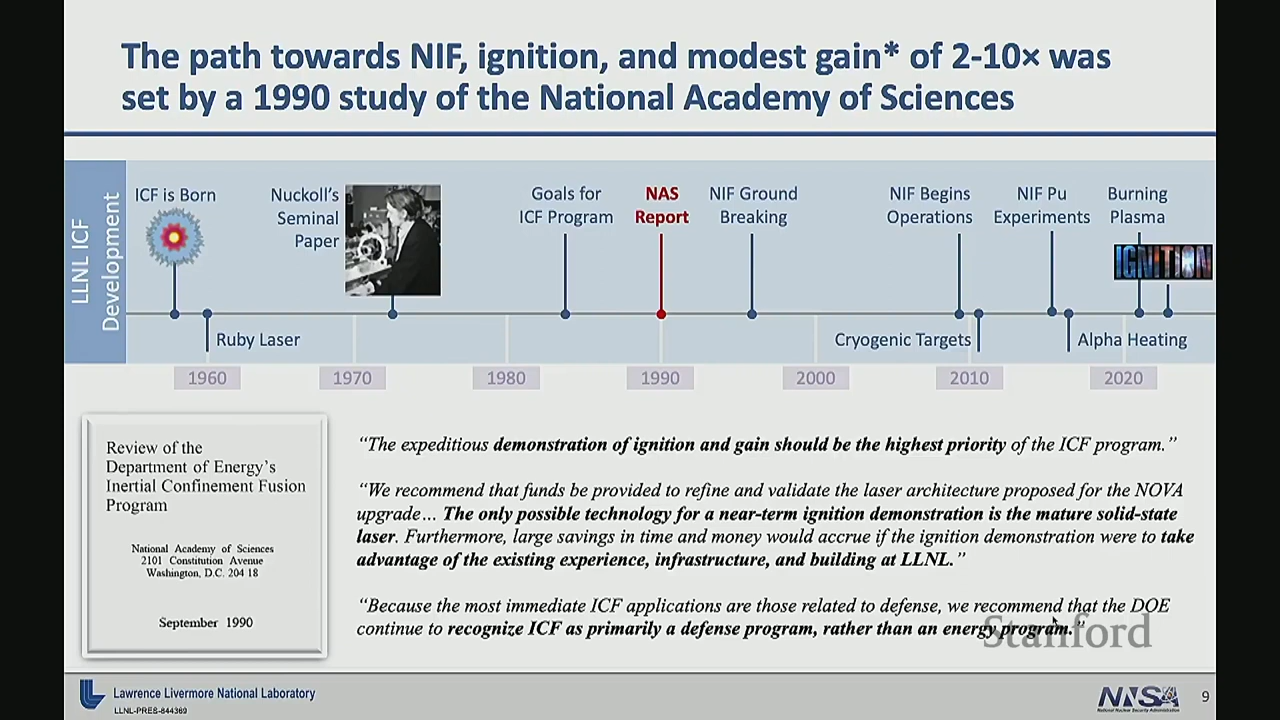 The path towards NIF, ignition, and modest gain* of 2-10× was
set by a 1990 study of the National Academy of Sciences
LLNL ICF
Development
ICF is Born
Nuckoll’s
Seminal
Paper
Goals for
ICF Program
NAS
Report
NIF Ground
Breaking
NIF Begins
Operations
NIF Pu
Experiments
Burning
Plasma
IGNITION
Ruby Laser
Cryogenic Targets
Alpha Heating
1960
1970
1980
1990
2000
2010
2020
Review of the
Department of Energy’s
Inertial Confinement Fusion
Program
National Academy of Sciences
2101 Constitution Avenue
Washington, D.C. 204 18
September 1990
“The expeditious demonstration of ignition and gain should be the highest priority of the ICF program.”
“We recommend that funds be provided to refine and validate the laser architecture proposed for the NOVA
upgrade… The only possible technology for a near-term ignition demonstration is the mature solid-state
laser. Furthermore, large savings in time and money would accrue if the ignition demonstration were to take
advantage of the existing experience, infrastructure, and building at LLNL.”
“Because the most immediate ICF applications are those related to defense, we recommend that the DOE
continue to recognize ICF as primarily a defense program, rather than an energy program.”
Stanford
Lawrence Livermore National Laboratory
LLNL-PRES-844369
NNSA
National Nuclear Security Administration
9